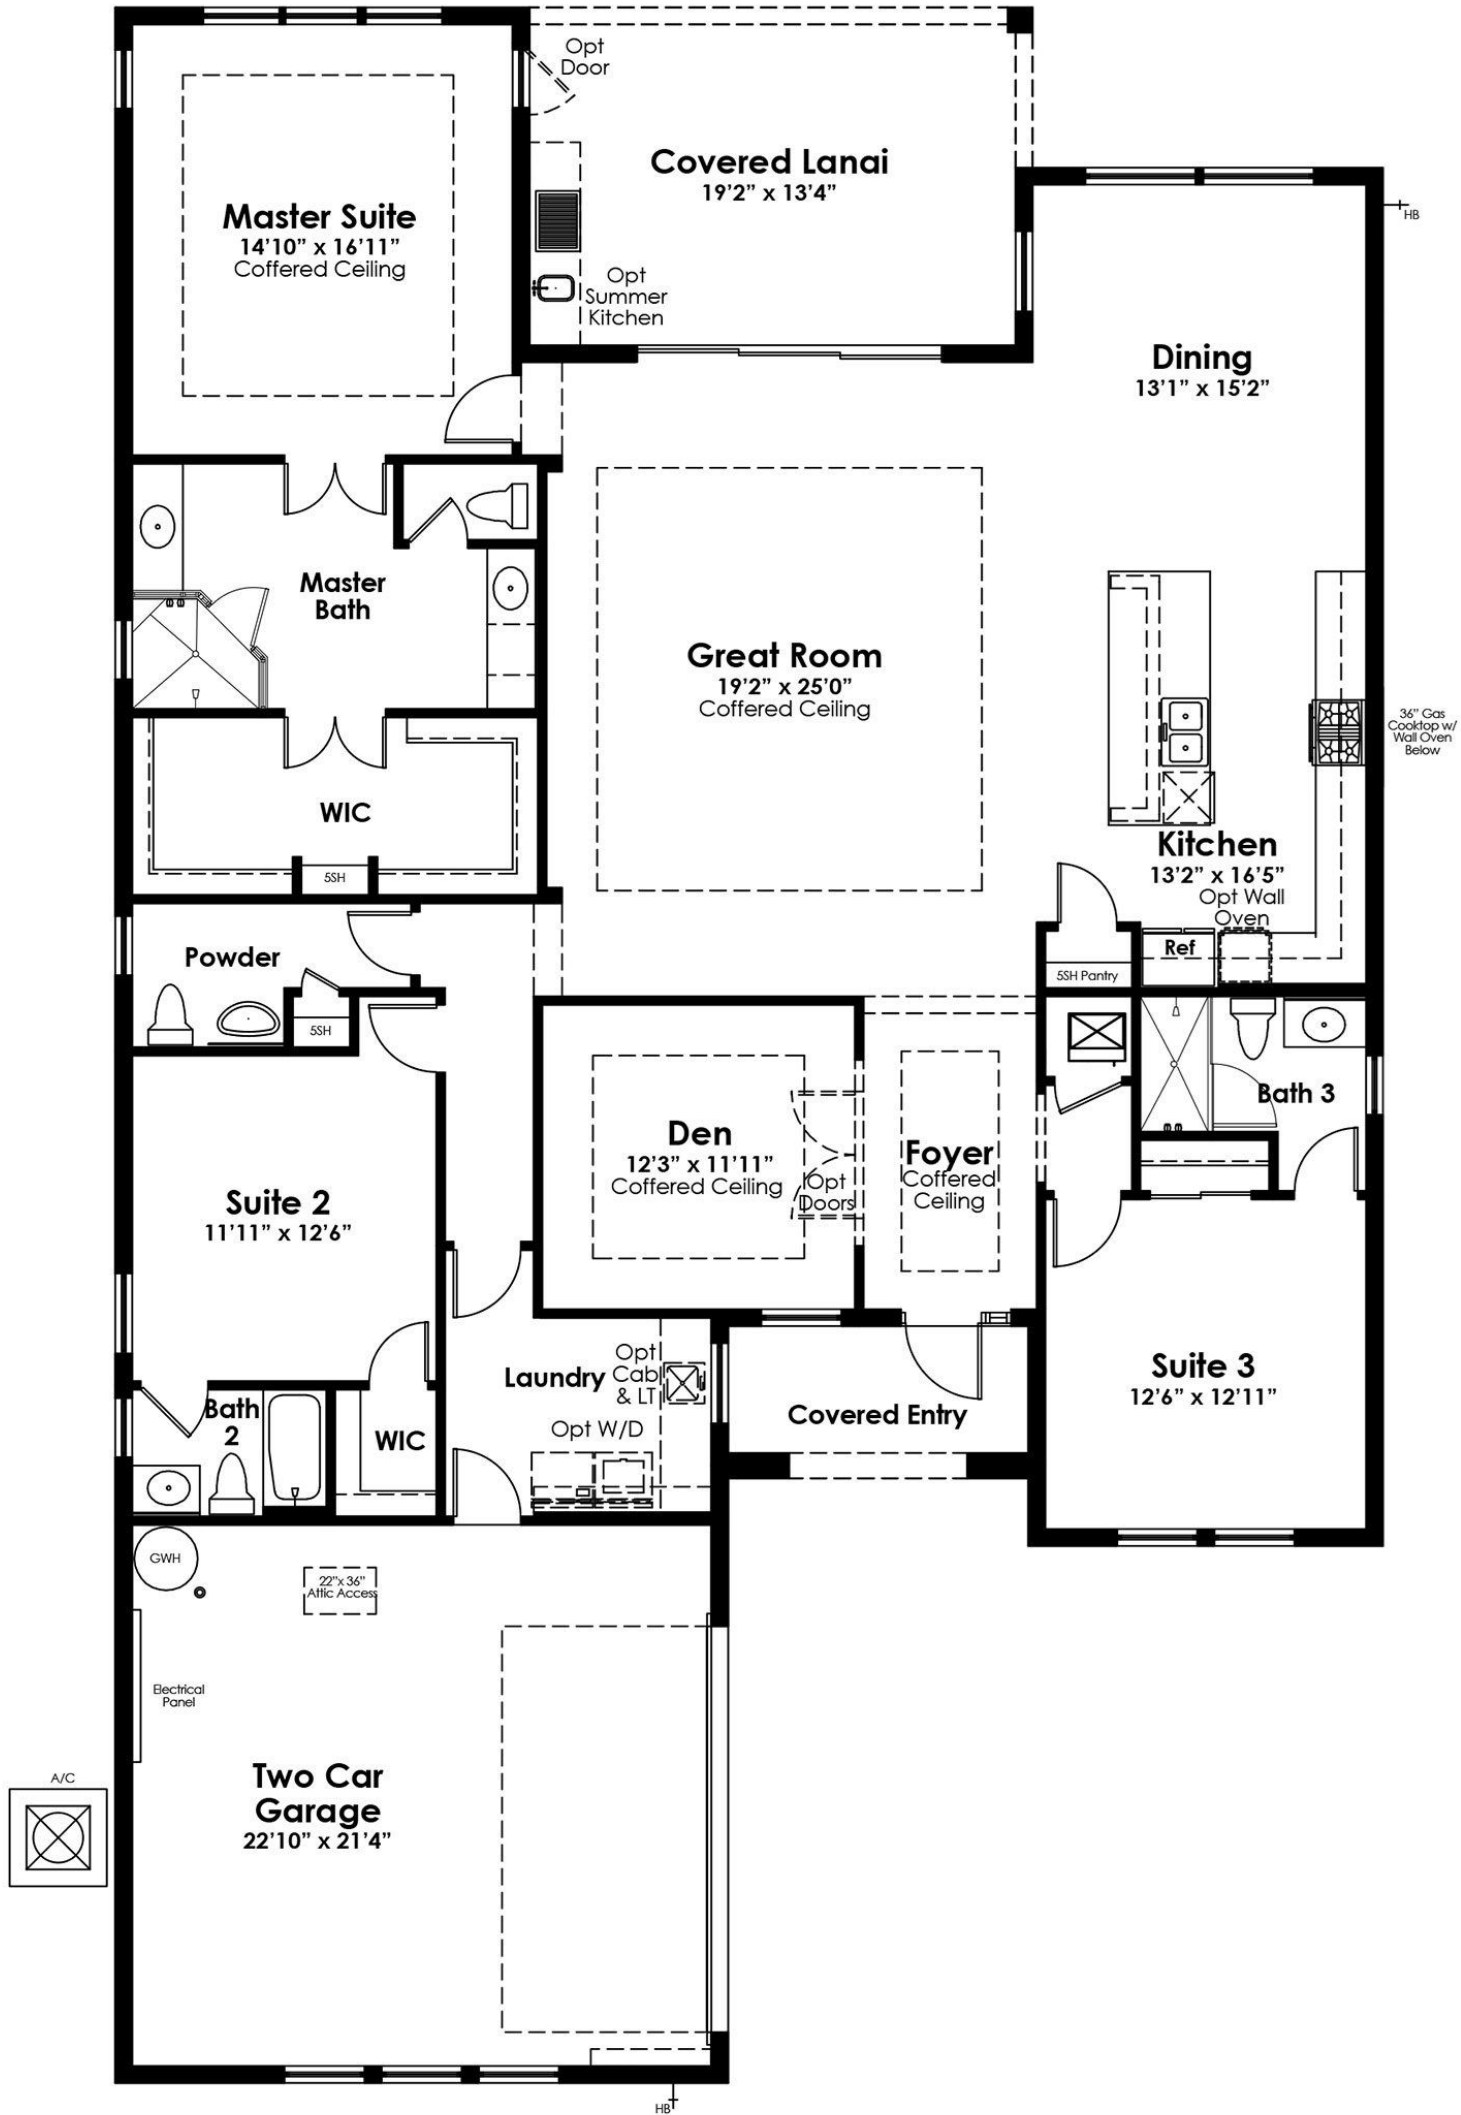 Opt
Door
Covered Lanai
19’2” x 13’4”
Master Suite
14’10” x 16’11”
Coffered Ceiling
HB
Opt
Summer
Kitchen
Dining
13’1” x 15’2”
Master
Bath
Great Room
19’2” x 25’0”
Coffered Ceiling
36” Gas
Cooktop w/
Wall Oven
Below
WIC
5SH
Kitchen
13’2” x 16’5”
Opt Wall
Oven
Ref
5SH Pantry
Powder
5SH
Bath 3
Den
12’3” x 11’11”
Coffered Ceiling
Opt
Doors
Foyer
Coffered
Ceiling
Suite 2
11’11” x 12’6”
Laundry
Opt
Cab
& LT
Opt W/D
Covered Entry
Suite 3
12’6” x 12’11”
Bath
2
WIC
GWH
22”x 36”
Attic Access
Electrical
Panel
A/C
Two Car
Garage
22’10” x 21’4”
HB